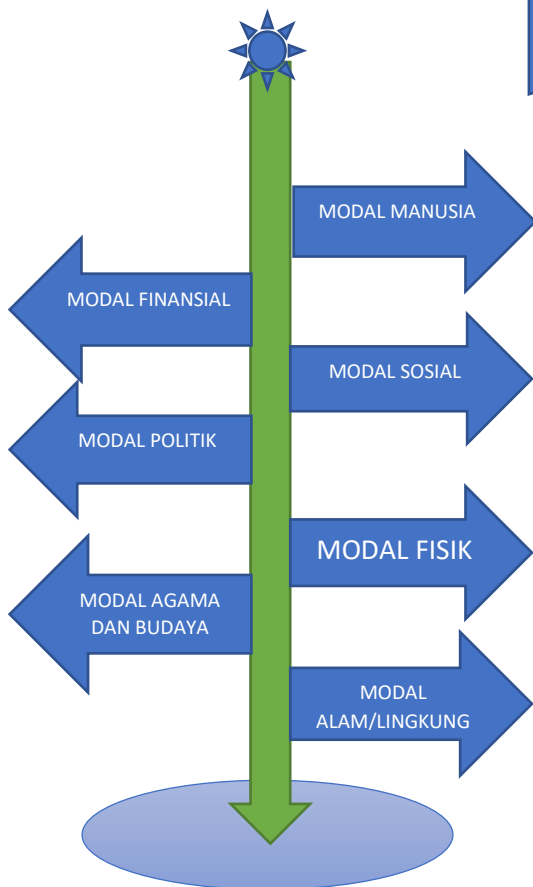 MODAL MANUSIA
MODAL FINANSIAL
MODAL SOSIAL
MODAL POLITIK
MODAL FISIK
MODAL AGAMA
DAN BUDAYA
MODAL
ALAM/LINGKUNG